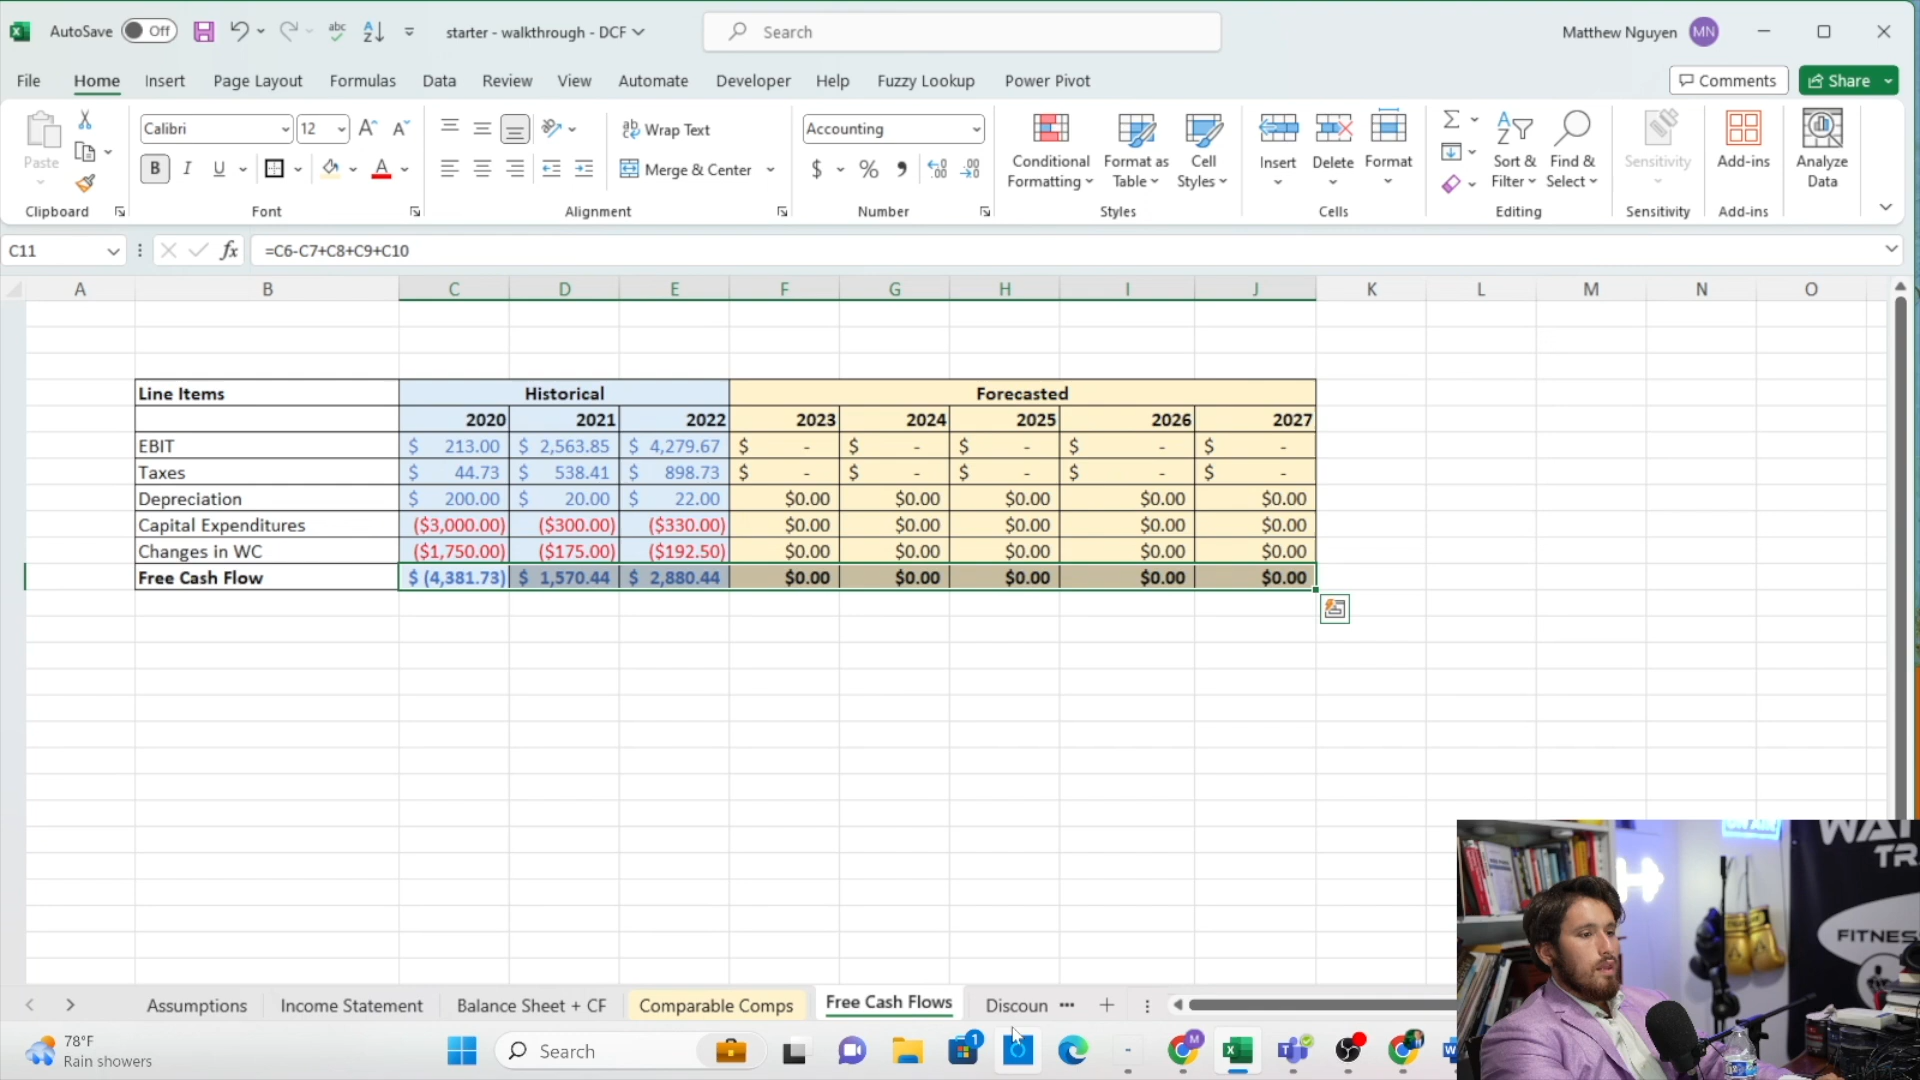 AutoSave Off
starter - walkthrough - DCF
Search
Matthew Nguyen MN
File Home Insert Page Layout Formulas Data Review View Automate Developer Help Fuzzy Lookup Power Pivot
Comments Share
Paste
Clipboard
Calibri 12
B I U
Font
Wrap Text
Merge & Center
Alignment
Accounting
$ % ,
Number
Conditional Formatting
Format as Table
Cell Styles
Styles
Insert Delete Format
Cells
Sort & Filter
Find & Select
Editing
Sensitivity
Sensitivity
Add-ins
Add-ins
Analyze Data
C11 fx =C6-C7+C8+C9+C10
A B C D E F G H I J K L M N O
Line Items Historical Forecasted
2020 2021 2022 2023 2024 2025 2026 2027
EBIT $ 213.00 $ 2,563.85 $ 4,279.67 $ - $ - $ - $ - $ -
Taxes $ 44.73 $ 538.41 $ 898.73 $ - $ - $ - $ - $ -
Depreciation $ 200.00 $ 20.00 $ 22.00 $0.00 $0.00 $0.00 $0.00 $0.00
Capital Expenditures ($3,000.00) ($300.00) ($330.00) $0.00 $0.00 $0.00 $0.00 $0.00
Changes in WC ($1,750.00) ($175.00) ($192.50) $0.00 $0.00 $0.00 $0.00 $0.00
Free Cash Flow $ (4,381.73) $ 1,570.44 $ 2,880.44 $0.00 $0.00 $0.00 $0.00 $0.00
Assumptions Income Statement Balance Sheet + CF Comparable Comps Free Cash Flows Discoun ...
78°F
Rain showers
Search
FITNES